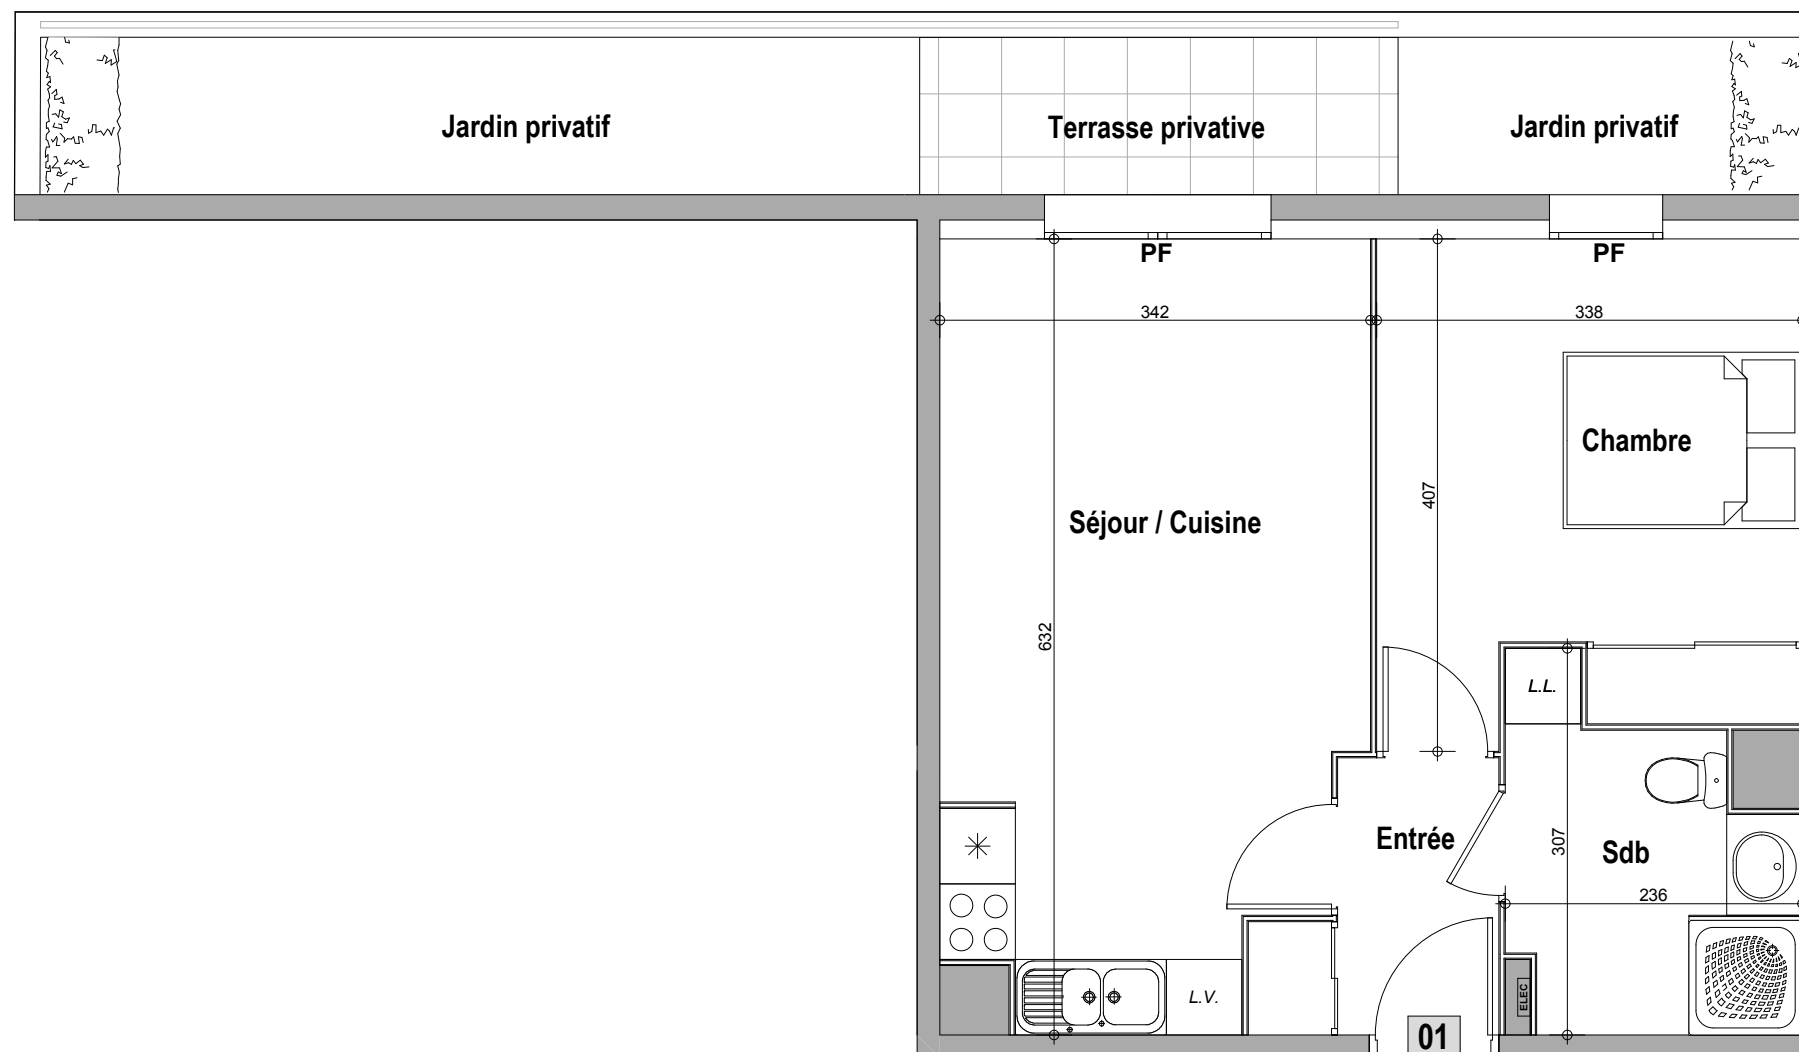 Jardin privatif
Terrasse privative
Jardin privatif
PF
PF
342
338
Chambre
407
Séjour / Cuisine
632
L.L.
Entrée
307
Sdb
236
L.V.
ELEC
01